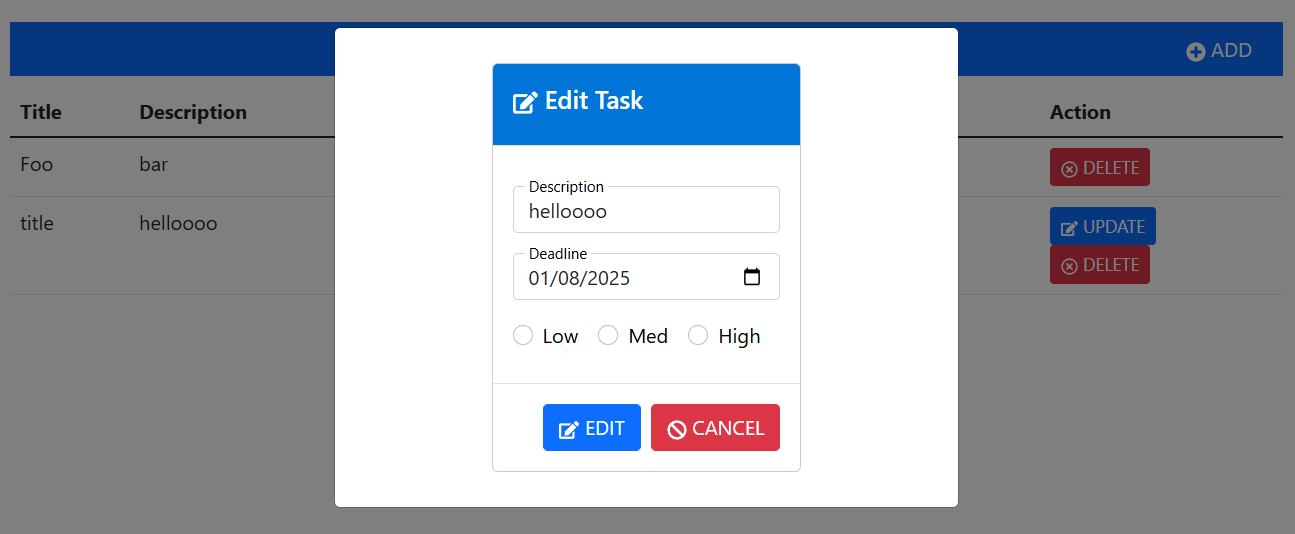 ADD
Title Description Action
Foo bar DELETE
title helloooo UPDATE
DELETE
Edit Task
Description
helloooo
Deadline
01/08/2025
Low Med High
EDIT CANCEL